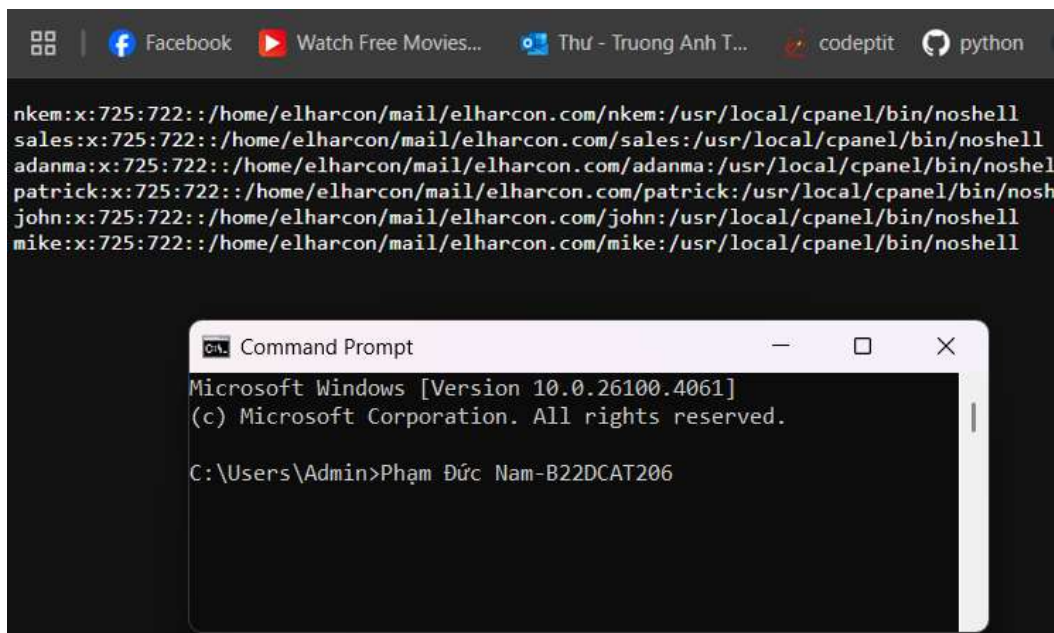 Facebook Watch Free Movies... Thư - Truong Anh T... codeptit python
nkem:x:725:722::/home/elharcon/mail/elharcon.com/nkem:/usr/local/cpanel/bin/noshell
sales:x:725:722::/home/elharcon/mail/elharcon.com/sales:/usr/local/cpanel/bin/noshell
adanma:x:725:722::/home/elharcon/mail/elharcon.com/adanma:/usr/local/cpanel/bin/noshel
patrick:x:725:722::/home/elharcon/mail/elharcon.com/patrick:/usr/local/cpanel/bin/nosh
john:x:725:722::/home/elharcon/mail/elharcon.com/john:/usr/local/cpanel/bin/noshell
mike:x:725:722::/home/elharcon/mail/elharcon.com/mike:/usr/local/cpanel/bin/noshell
Command Prompt
Microsoft Windows [Version 10.0.26100.4061]
(c) Microsoft Corporation. All rights reserved.
C:\Users\Admin>Phạm Đức Nam-B22DCAT206